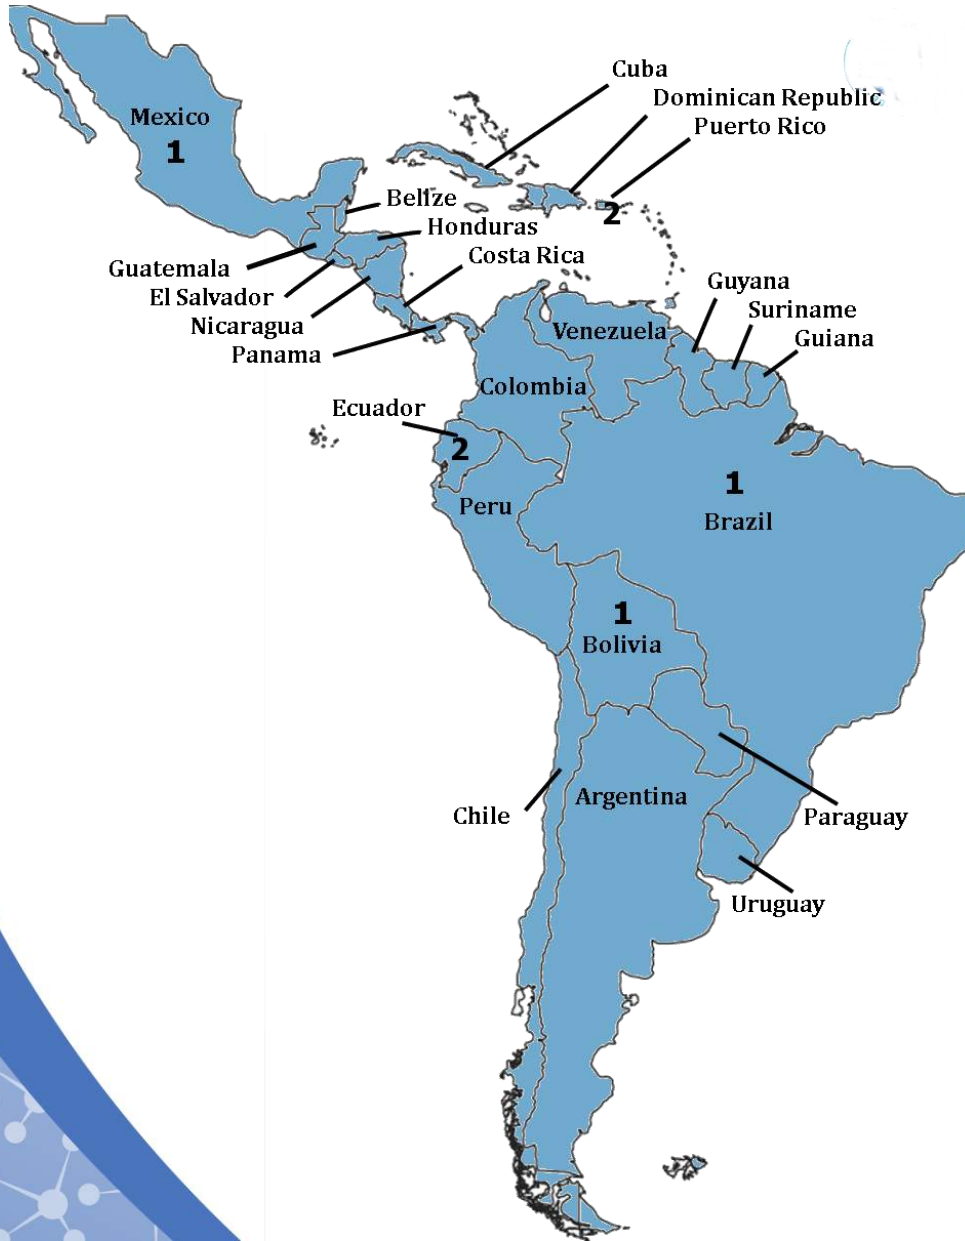 Cuba
Dominican Republic
Puerto Rico
2
Mexico
1
Belize
Honduras
Costa Rica
Guatemala
El Salvador
Nicaragua
Panama
Guyana
Suriname
Guiana
Venezuela
Colombia
Ecuador
2
Peru
1
Brazil
1
Bolivia
Argentina
Chile
Paraguay
Uruguay